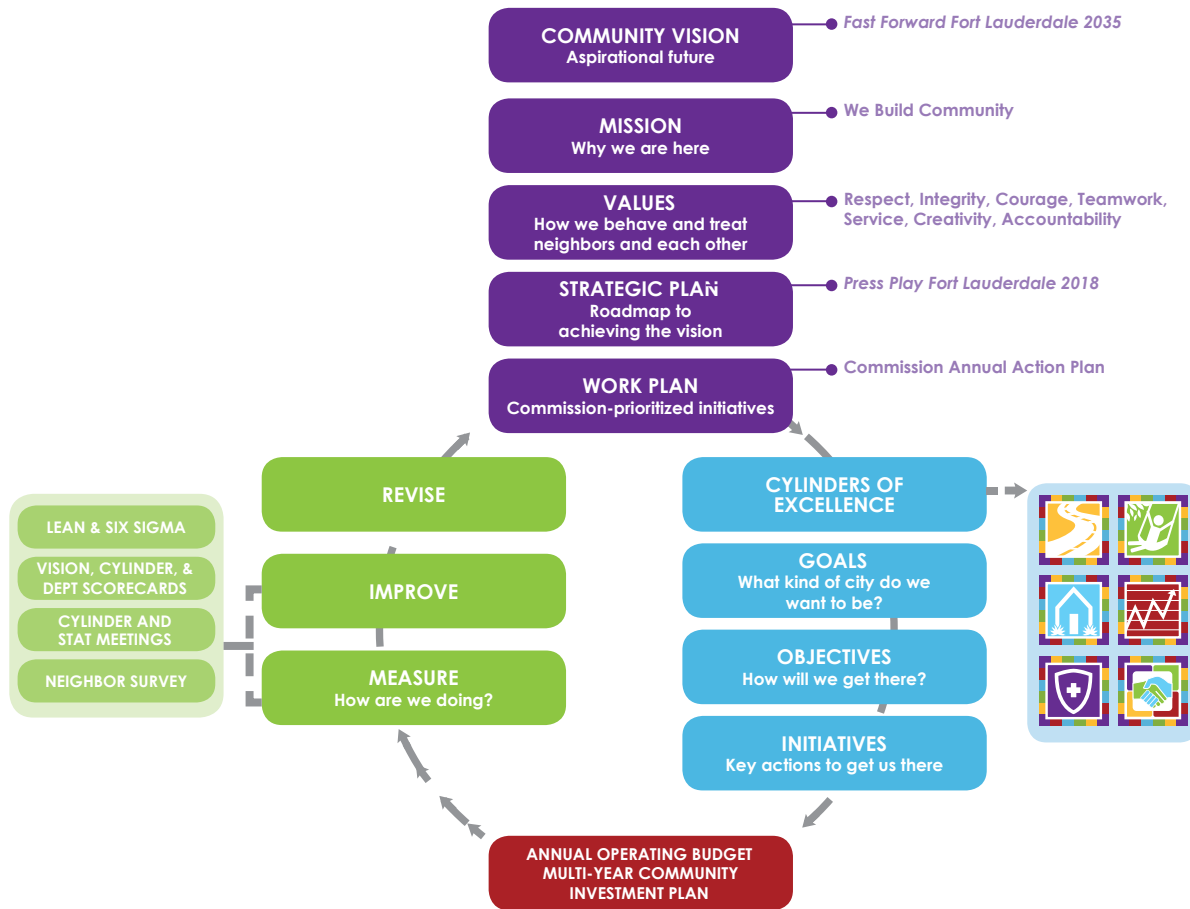 COMMUNITY VISION
Aspirational future
Fast Forward Fort Lauderdale 2035
MISSION
Why we are here
We Build Community
VALUES
How we behave and treat
neighbors and each other
Respect, Integrity, Courage, Teamwork,
Service, Creativity, Accountability
STRATEGIC PLAN
Roadmap to
achieving the vision
Press Play Fort Lauderdale 2018
WORK PLAN
Commission-prioritized initiatives
Commission Annual Action Plan
CYLINDERS OF
EXCELLENCE
GOALS
What kind of city do we
want to be?
OBJECTIVES
How will we get there?
INITIATIVES
Key actions to get us there
ANNUAL OPERATING BUDGET
MULTI-YEAR COMMUNITY
INVESTMENT PLAN
REVISE
IMPROVE
MEASURE
How are we doing?
LEAN & SIX SIGMA
VISION, CYLINDER, &
DEPT SCORECARDS
CYLINDER AND
STAT MEETINGS
NEIGHBOR SURVEY